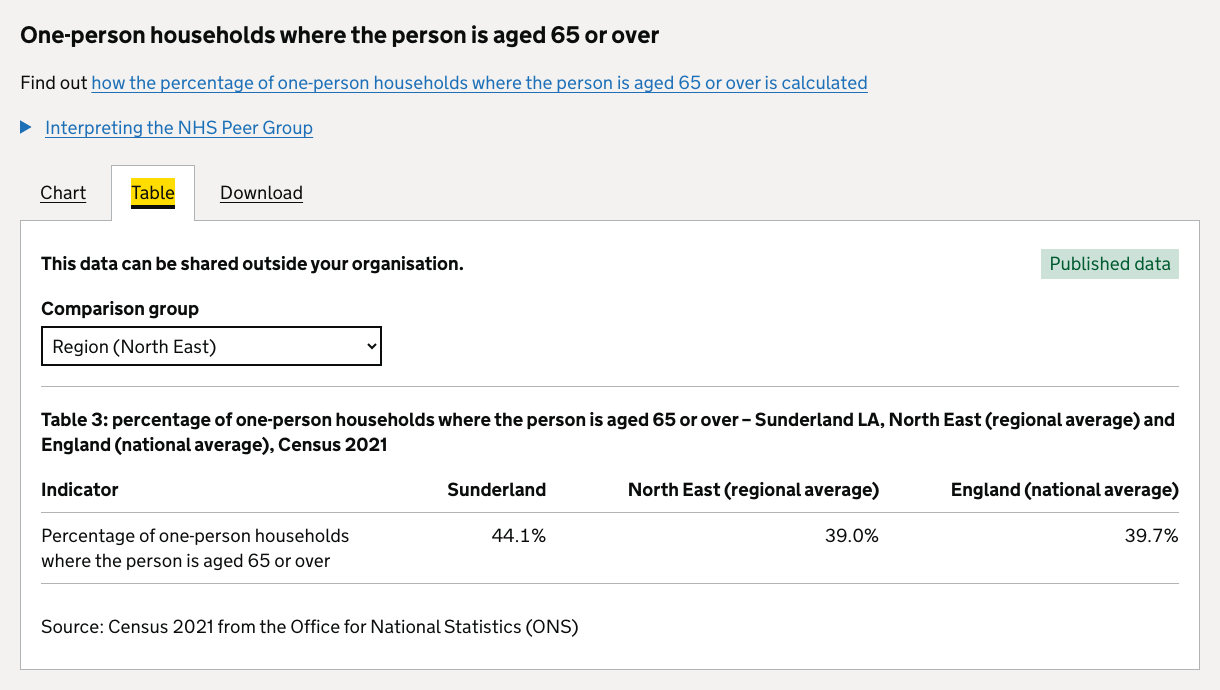 One-person households where the person is aged 65 or over
Find out how the percentage of one-person households where the person is aged 65 or over is calculated
Interpreting the NHS Peer Group
Chart Table Download
This data can be shared outside your organisation. Published data
Comparison group
Region (North East)
Table 3: percentage of one-person households where the person is aged 65 or over – Sunderland LA, North East (regional average) and
England (national average), Census 2021
Indicator Sunderland North East (regional average) England (national average)
Percentage of one-person households 44.1% 39.0% 39.7%
where the person is aged 65 or over
Source: Census 2021 from the Office for National Statistics (ONS)